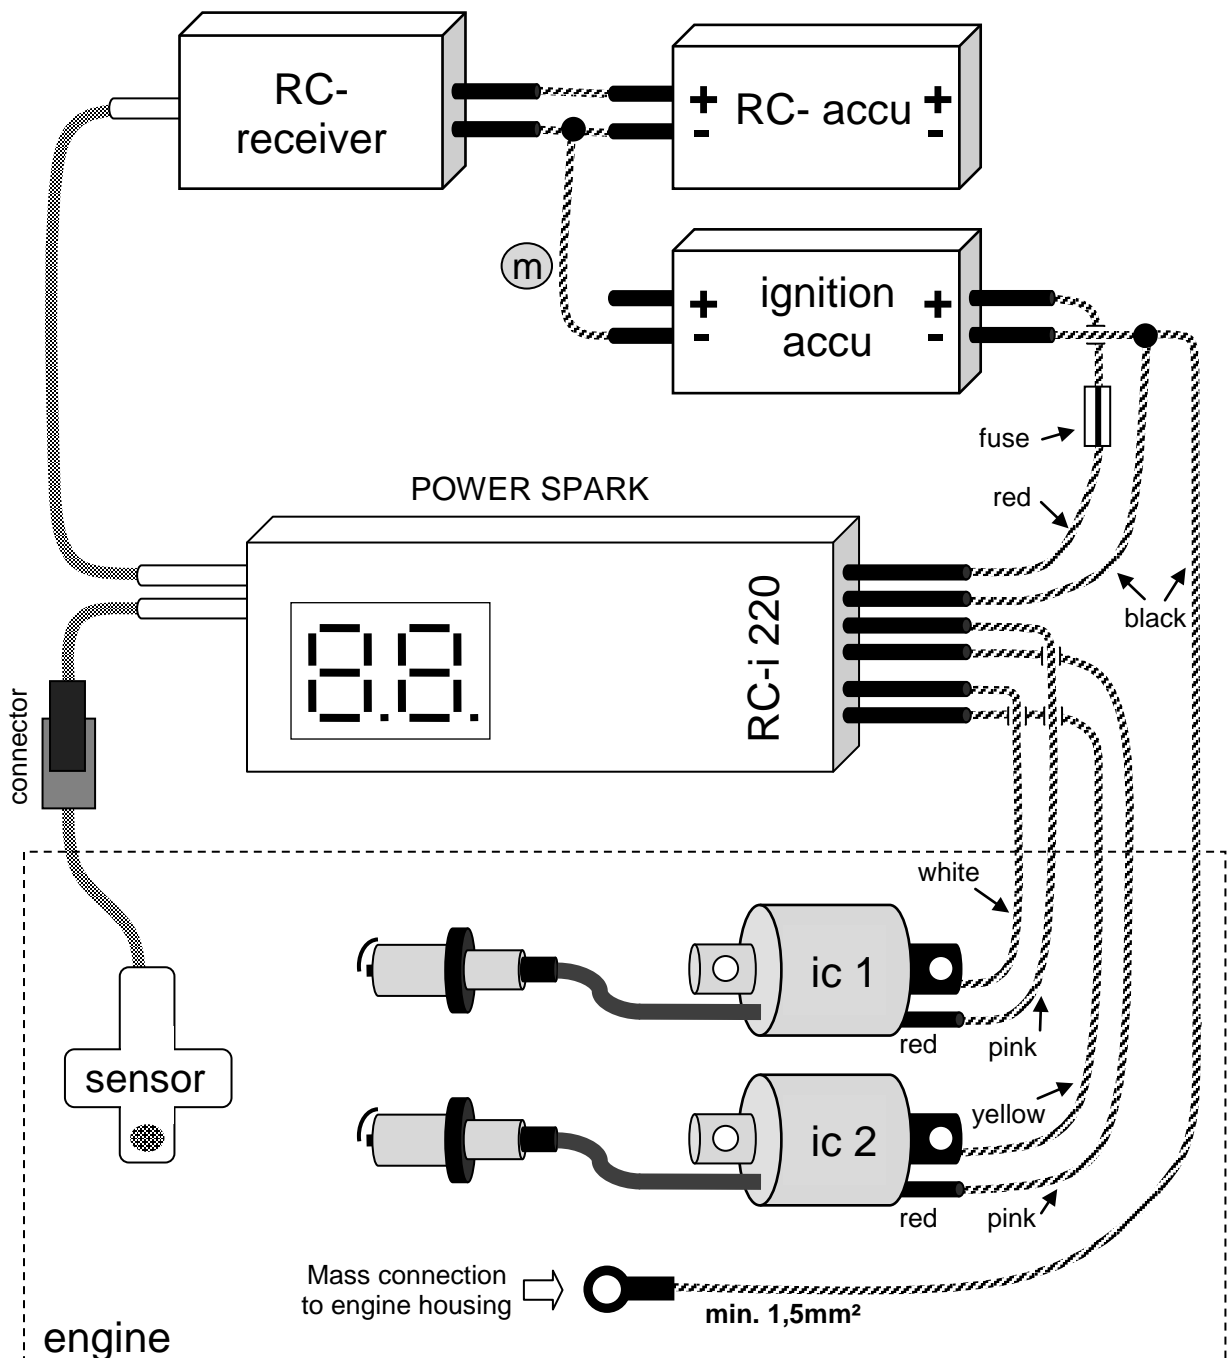 RC-
receiver
+
-
RC- accu
+
-
m
+
-
ignition
accu
+
-
fuse
POWER SPARK
red
black
8.8.
RC-i 220
connector
white
ic 1
red
pink
sensor
yellow
ic 2
red
pink
Mass connection
to engine housing
min. 1,5mm²
engine